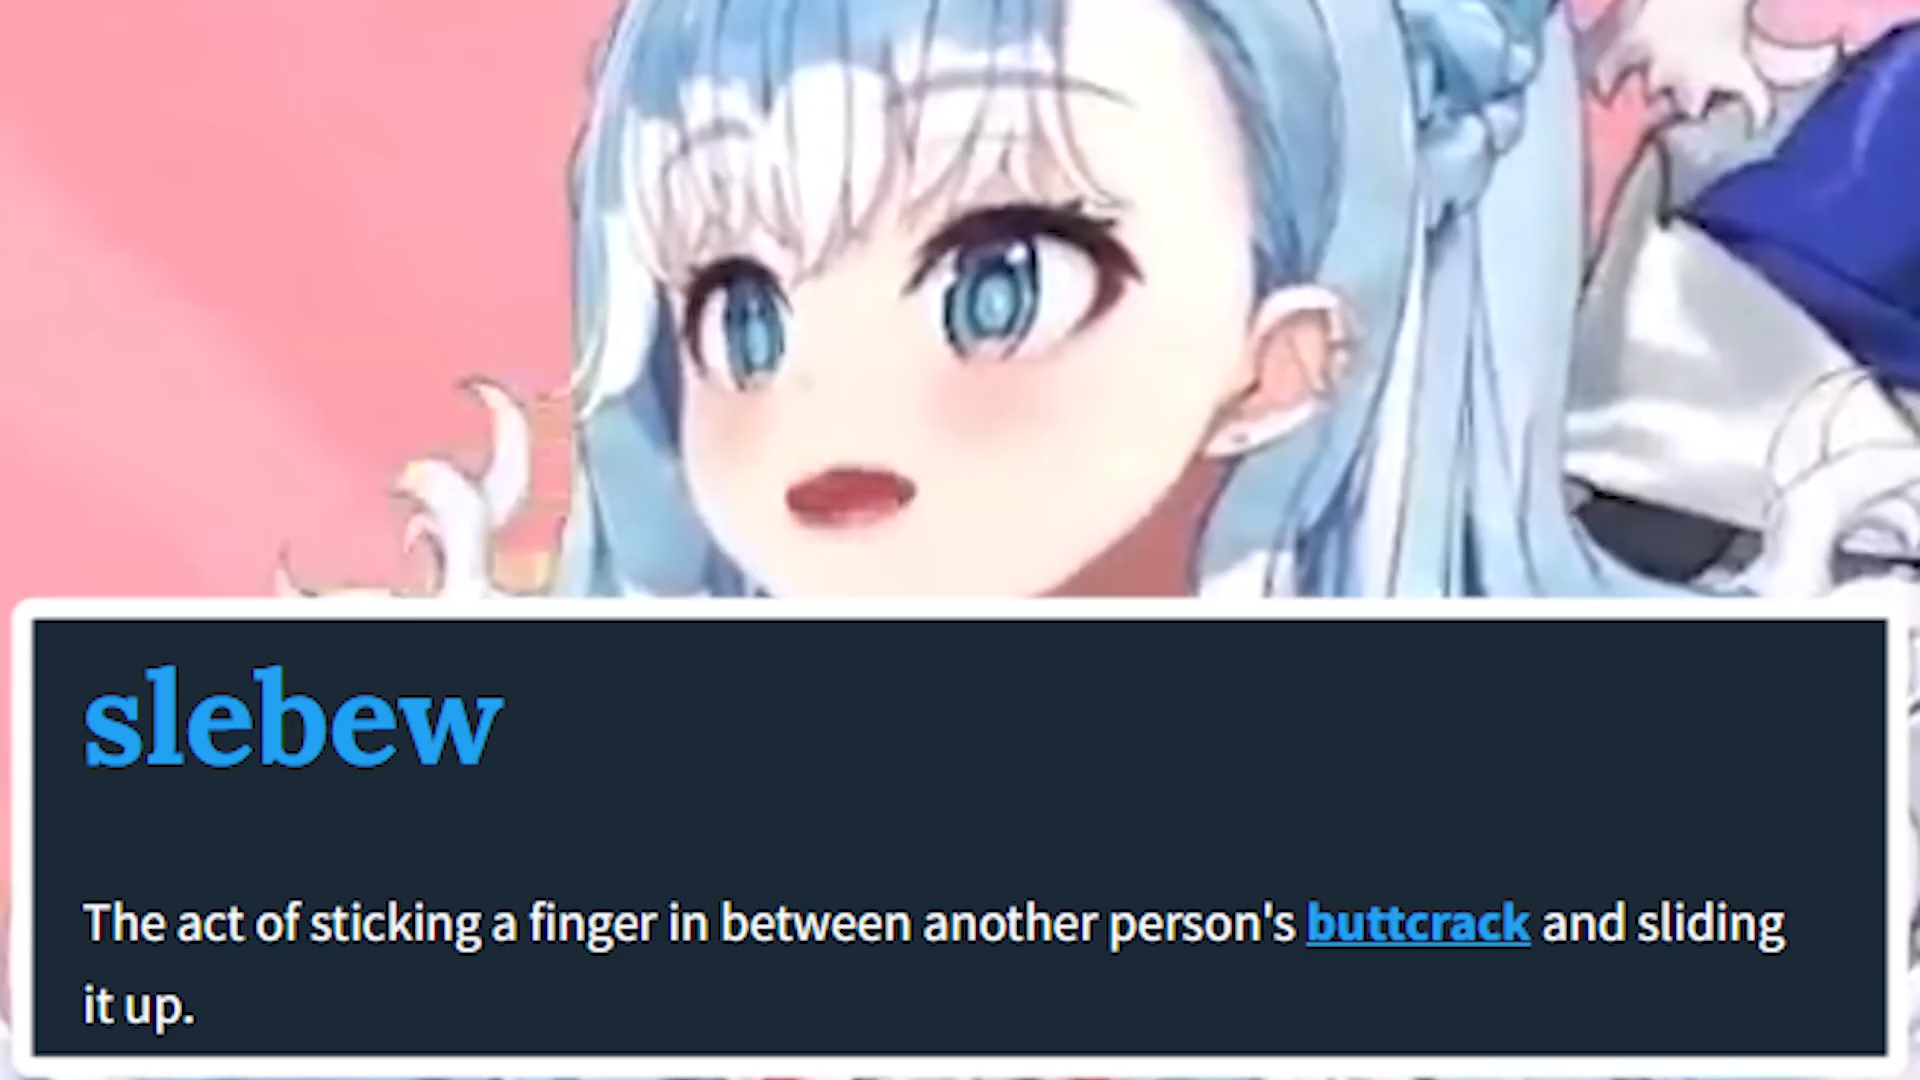 slebew
The act of sticking a finger in between another person's buttcrack and sliding
it up.